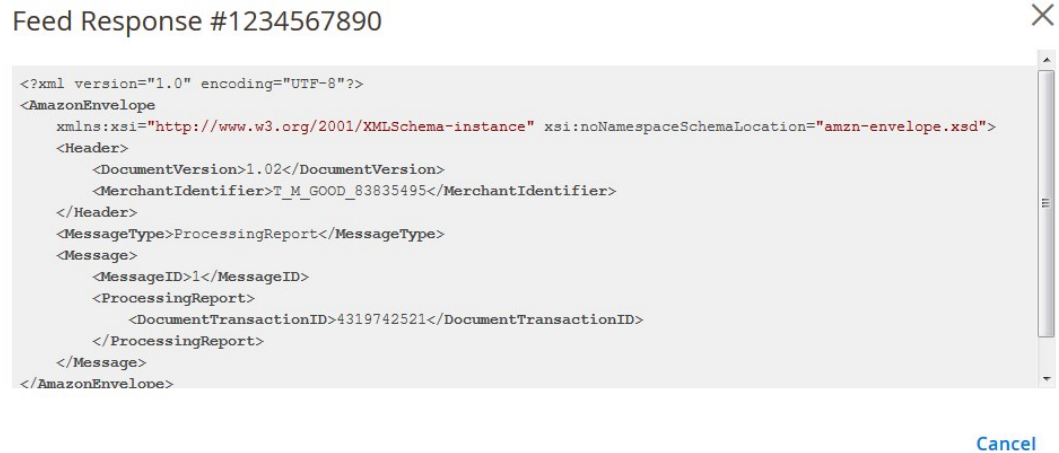 Feed Response #1234567890
<?xml version="1.0" encoding="UTF-8"?>
<AmazonEnvelope
xmlns:xsi="http://www.w3.org/2001/XMLSchema-instance" xsi:noNamespaceSchemaLocation="amzn-envelope.xsd">
<Header>
<DocumentVersion>1.02</DocumentVersion>
<MerchantIdentifier>T_M_GOOD_83835495</MerchantIdentifier>
</Header>
<MessageType>ProcessingReport</MessageType>
<Message>
<MessageID>1</MessageID>
<ProcessingReport>
<DocumentTransactionID>4319742521</DocumentTransactionID>
</ProcessingReport>
</Message>
</AmazonEnvelope>
Cancel